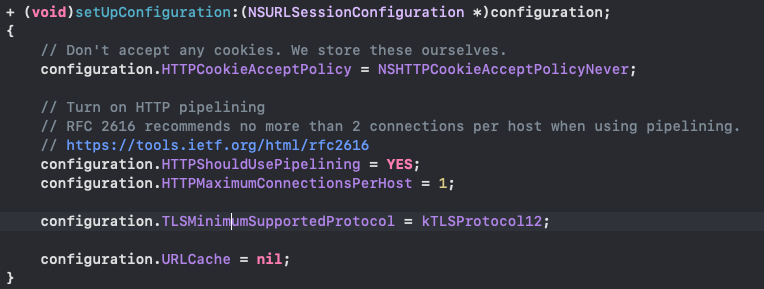 + (void)setUpConfiguration:(NSURLSessionConfiguration *)configuration;
{
    // Don't accept any cookies. We store these ourselves.
    configuration.HTTPCookieAcceptPolicy = NSHTTPCookieAcceptPolicyNever;

    // Turn on HTTP pipelining
    // RFC 2616 recommends no more than 2 connections per host when using pipelining.
    // https://tools.ietf.org/html/rfc2616
    configuration.HTTPShouldUsePipelining = YES;
    configuration.HTTPMaximumConnectionsPerHost = 1;

    configuration.TLSMinimumSupportedProtocol = kTLSProtocol12;

    configuration.URLCache = nil;
}